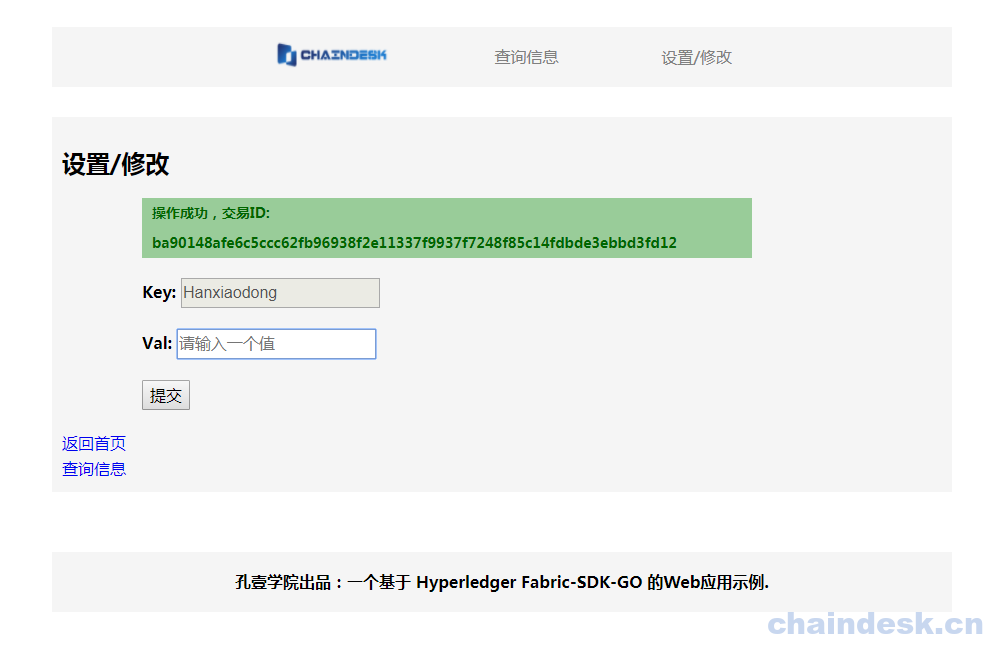 CHAINDESK 查询信息 设置/修改
设置/修改
操作成功，交易ID:
ba90148afe6c5ccc62fb96938f2e11337f9937f7248f85c14fdbde3ebbd3fd12
Key: Hanxiaodong
Val: 请输入一个值
提交
返回首页
查询信息
孔壹学院出品：一个基于 Hyperledger Fabric-SDK-GO 的Web应用示例.
chaindesk.cn